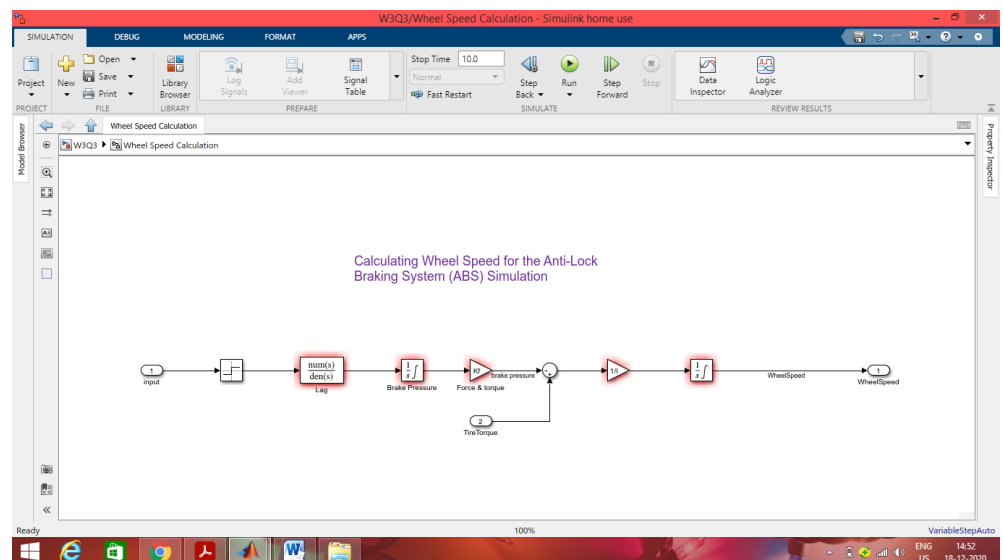 W3Q3/Wheel Speed Calculation - Simulink home use
SIMULATION DEBUG MODELING FORMAT APPS
Project
New
Open
Save
Print
Library
Browser
Log
Signals
Add
Viewer
Signal
Table
Stop Time 10.0
Normal
Fast Restart
Step
Back
Run
Step
Forward
Stop
Data
Inspector
Logic
Analyzer
PROJECT FILE LIBRARY PREPARE SIMULATE REVIEW RESULTS
Wheel Speed Calculation
W3Q3 Wheel Speed Calculation
Model Browser
Property Inspector
Calculating Wheel Speed for the Anti-Lock
Braking System (ABS) Simulation
1
input
num(s)
den(s)
Lag
1
s
Brake Pressure
Kf
Force & torque
brake pressure
2
TireTorque
1/I
1
s
WheelSpeed
1
WheelSpeed
Ready 100% VariableStepAuto
ENG 14:52
US 18-12-2020